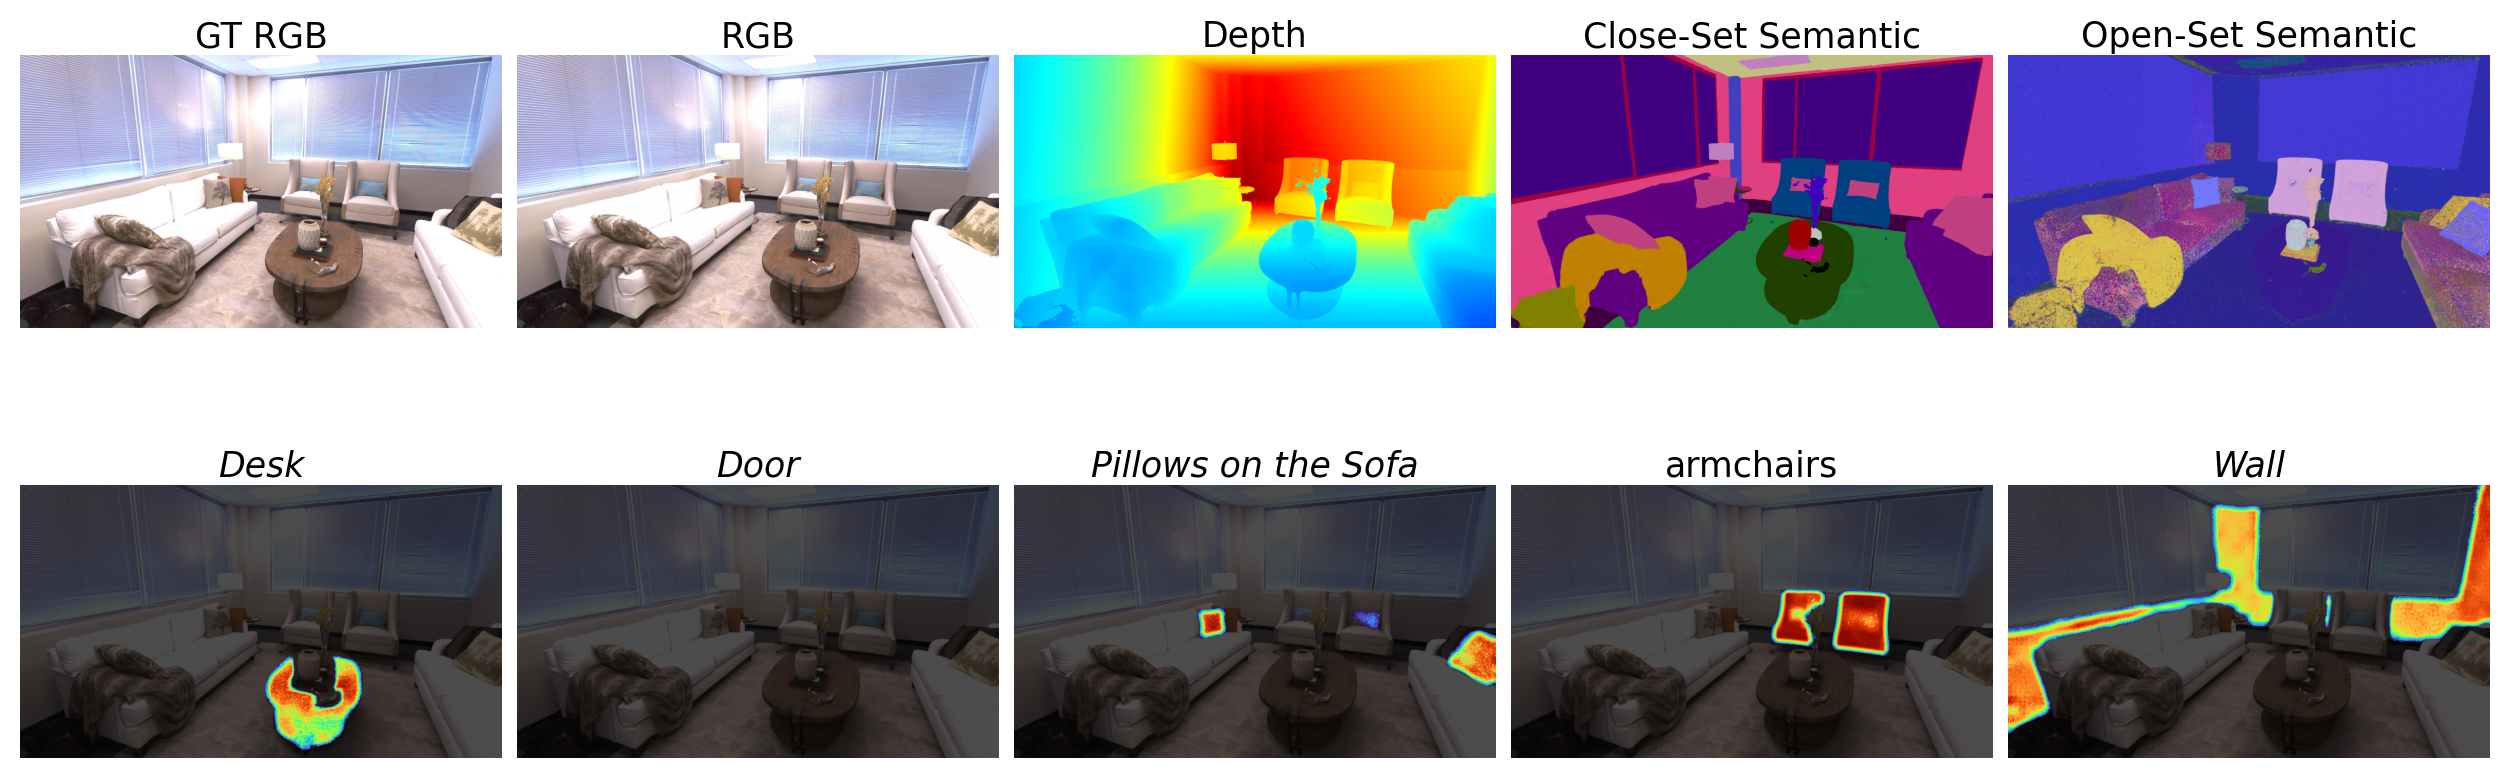 GT RGB
RGB
Depth
Close-Set Semantic
Open-Set Semantic
Desk
Door
Pillows on the Sofa
armchairs
Wall